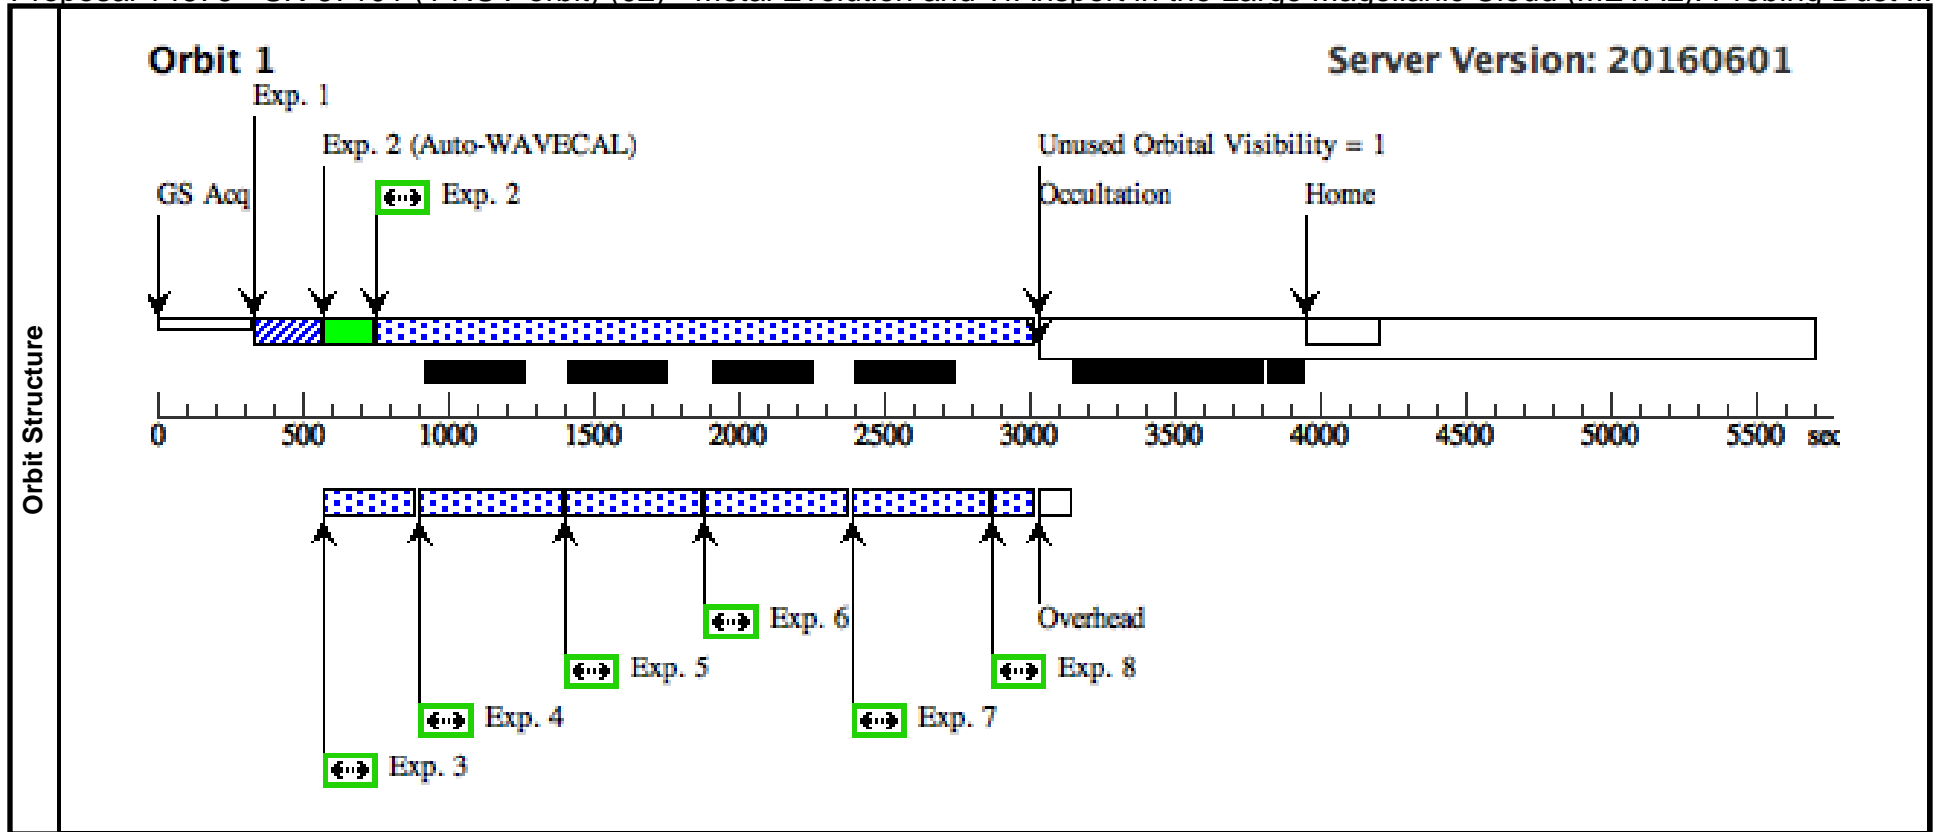 Orbit 1
Server Version: 20160601
Exp. 1
Exp. 2 (Auto-WAVECAL)
Unused Orbital Visibility = 1
GS Acq
Exp. 2
Occultation
Home
Orbit Structure
0 500 1000 1500 2000 2500 3000 3500 4000 4500 5000 5500 sec
Exp. 6
Overhead
Exp. 5
Exp. 8
Exp. 4
Exp. 7
Exp. 3